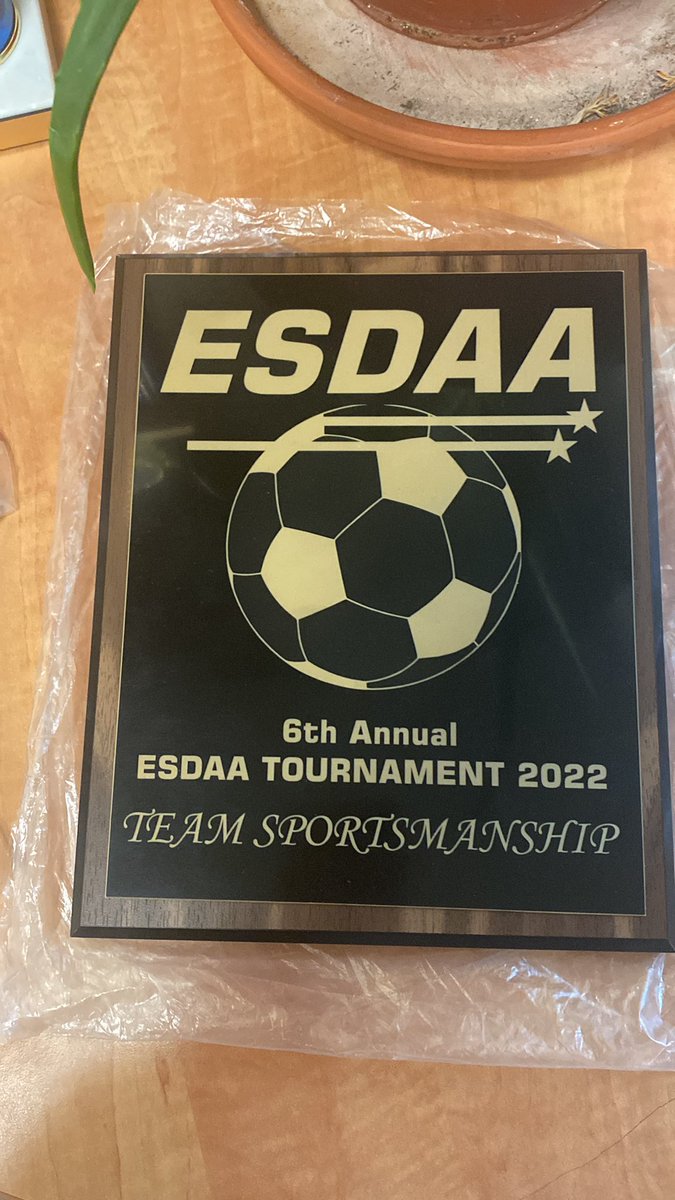 ESDAA
6th Annual
ESDAA TOURNAMENT 2022
TEAM SPORTSMANSHIP